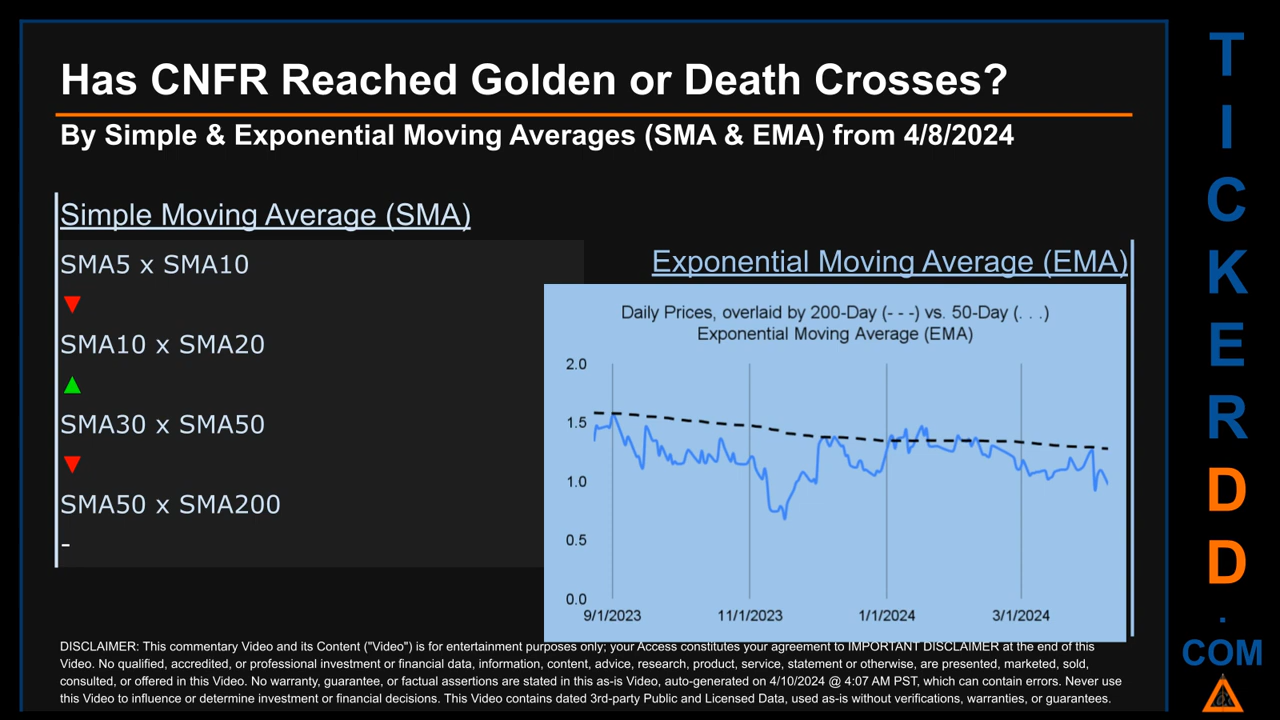 Has CNFR Reached Golden or Death Crosses?
By Simple & Exponential Moving Averages (SMA & EMA) from 4/8/2024
Simple Moving Average (SMA)
SMA5 x SMA10
▼
SMA10 x SMA20
▲
SMA30 x SMA50
▼
SMA50 x SMA200
-
Exponential Moving Average (EMA)
Daily Prices, overlaid by 200-Day (- - -) vs. 50-Day (. . .)
Exponential Moving Average (EMA)
2.0
1.5
1.0
0.5
0.0
9/1/2023 11/1/2023 1/1/2024 3/1/2024
DISCLAIMER: This commentary Video and its Content ("Video") is for entertainment purposes only; your Access constitutes your agreement to IMPORTANT DISCLAIMER at the end of this
Video. No qualified, accredited, or professional investment or financial data, information, content, advice, research, product, service, statement or otherwise, are presented, marketed, sold,
consulted, or offered in this Video. No warranty, guarantee, or factual assertions are stated in this as-is Video, auto-generated on 4/10/2024 @ 4:07 AM PST, which can contain errors. Never use
this Video to influence or determine investment or financial decisions. This Video contains dated 3rd-party Public and Licensed Data, used as-is without verifications, warranties, or guarantees.
T
I
C
K
E
R
D
D
.
COM